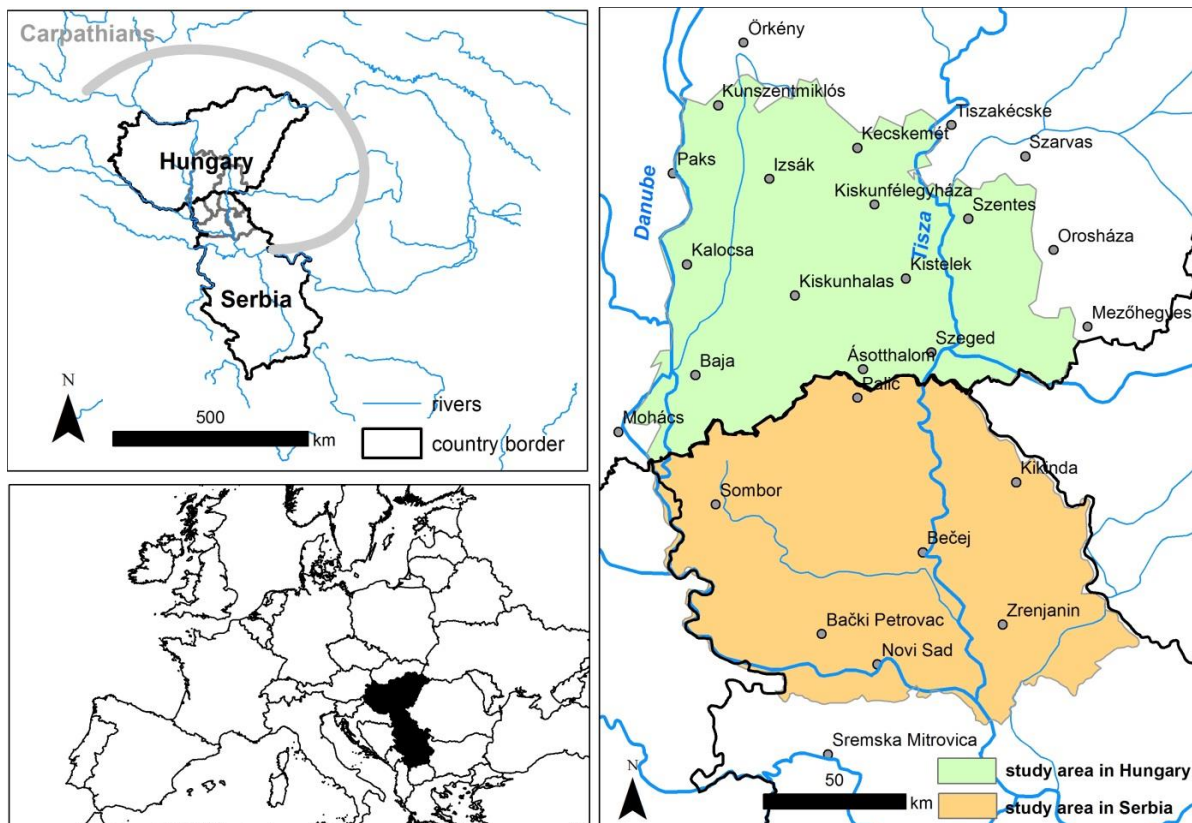 Carpathians
Hungary
Serbia
N
500
km
rivers
country border
Örkény
Kunszentmiklós
Tiszakécske
Kecskemét
Szarvas
Paks
Izsák
Danube
Kiskunfélegyháza
Szentes
Tisza
Orosháza
Kalocsa
Kistelek
Kiskunhalas
Mezőhegyes
Szeged
Ásotthalom
Baja
Palić
Mohács
Kikinda
Sombor
Bečej
Zrenjanin
Bački Petrovac
Novi Sad
Sremska Mitrovica
N
50
km
study area in Hungary
study area in Serbia